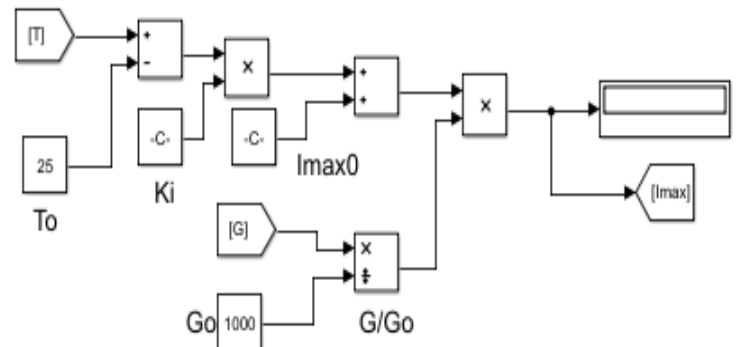 [T]
+
-
×
+
+
×
25
To
-C-
Ki
-C-
Imax0
[Imax]
[G]
×
÷
Go 1000
G/Go